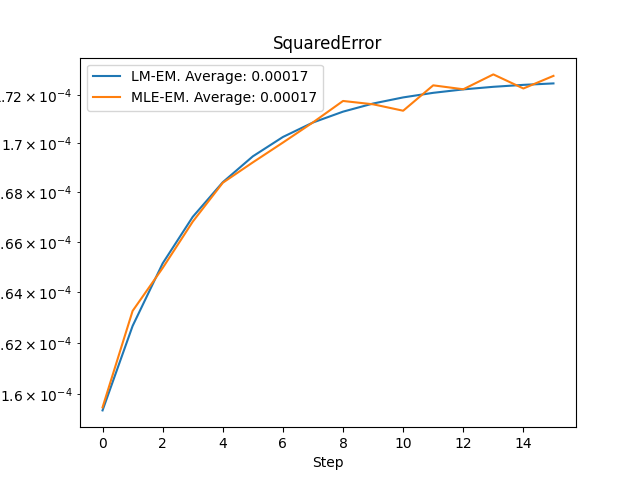 SquaredError
LM-EM. Average: 0.00017
MLE-EM. Average: 0.00017
.72 × 10⁻⁴
1.7 × 10⁻⁴
.68 × 10⁻⁴
.66 × 10⁻⁴
.64 × 10⁻⁴
.62 × 10⁻⁴
1.6 × 10⁻⁴
0 2 4 6 8 10 12 14
Step